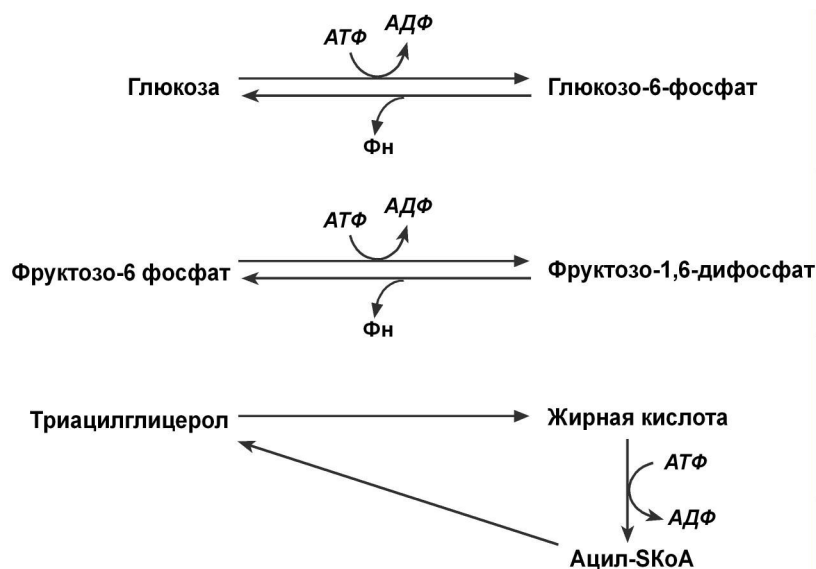 АТФ АДФ
Глюкоза Глюкозо-6-фосфат
Фн
АТФ АДФ
Фруктозо-6 фосфат Фруктозо-1,6-дифосфат
Фн
Триацилглицерол Жирная кислота
АТФ
АДФ
Ацил-SКоА